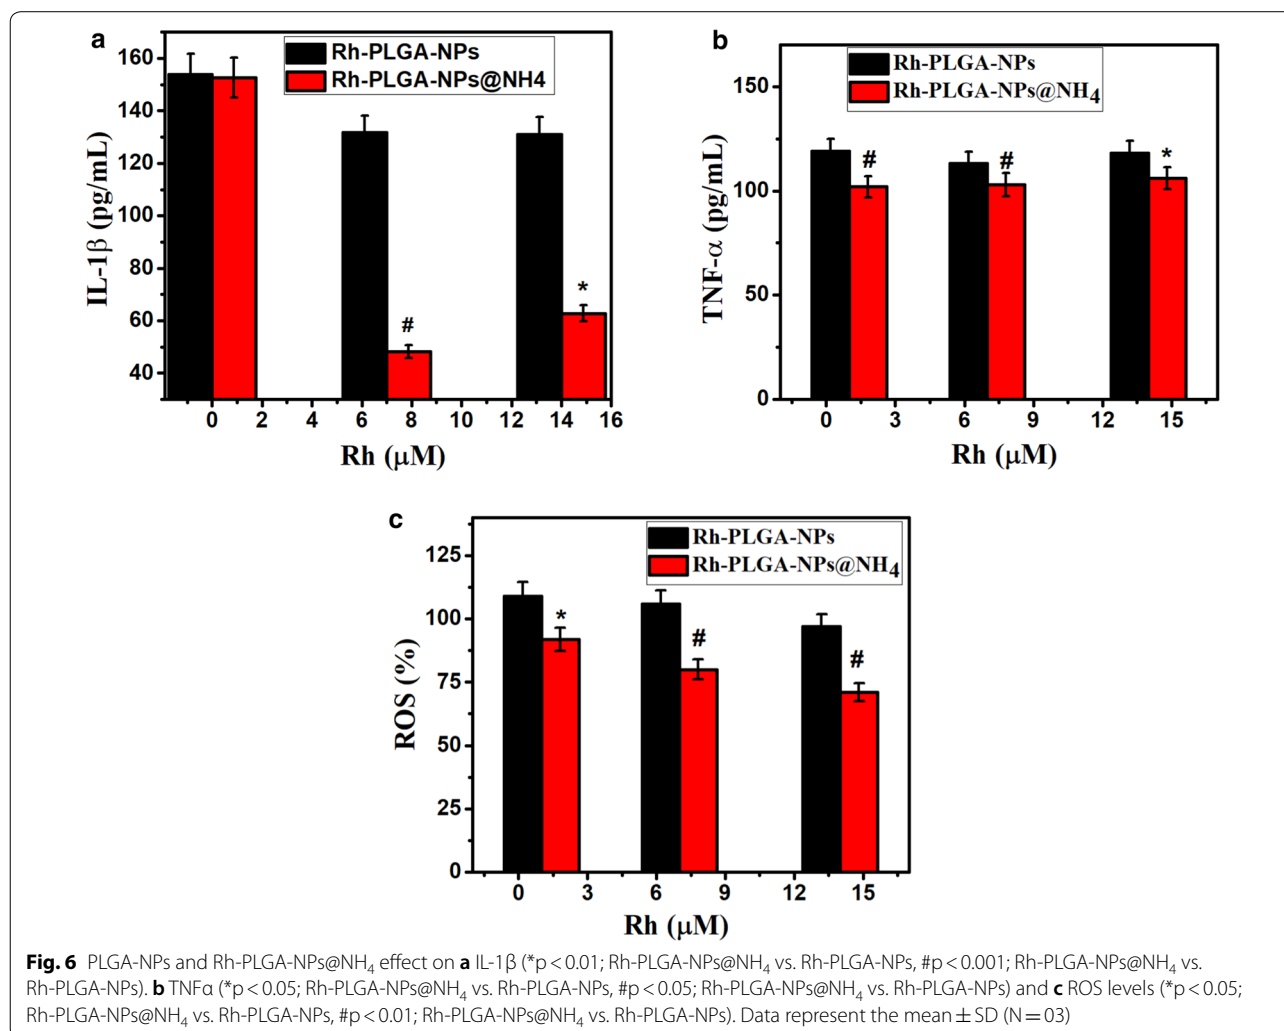 a
Rh-PLGA-NPs
Rh-PLGA-NPs@NH4
160
140
120
100
80
60
40
#
*
0 2 4 6 8 10 12 14 16
IL-1β (pg/mL)
Rh (μM)
b
Rh-PLGA-NPs
Rh-PLGA-NPs@NH4
150
100
50
0
#
#
*
0 3 6 9 12 15
TNF-α (pg/mL)
Rh (μM)
c
Rh-PLGA-NPs
Rh-PLGA-NPs@NH4
125
100
75
50
25
0
*
#
#
0 3 6 9 12 15
ROS (%)
Rh (μM)
Fig. 6 PLGA-NPs and Rh-PLGA-NPs@NH4 effect on a IL-1β (*p < 0.01; Rh-PLGA-NPs@NH4 vs. Rh-PLGA-NPs, #p < 0.001; Rh-PLGA-NPs@NH4 vs.
Rh-PLGA-NPs). b TNFα (*p < 0.05; Rh-PLGA-NPs@NH4 vs. Rh-PLGA-NPs, #p < 0.05; Rh-PLGA-NPs@NH4 vs. Rh-PLGA-NPs) and c ROS levels (*p < 0.05;
Rh-PLGA-NPs@NH4 vs. Rh-PLGA-NPs, #p < 0.01; Rh-PLGA-NPs@NH4 vs. Rh-PLGA-NPs). Data represent the mean ± SD (N = 03)